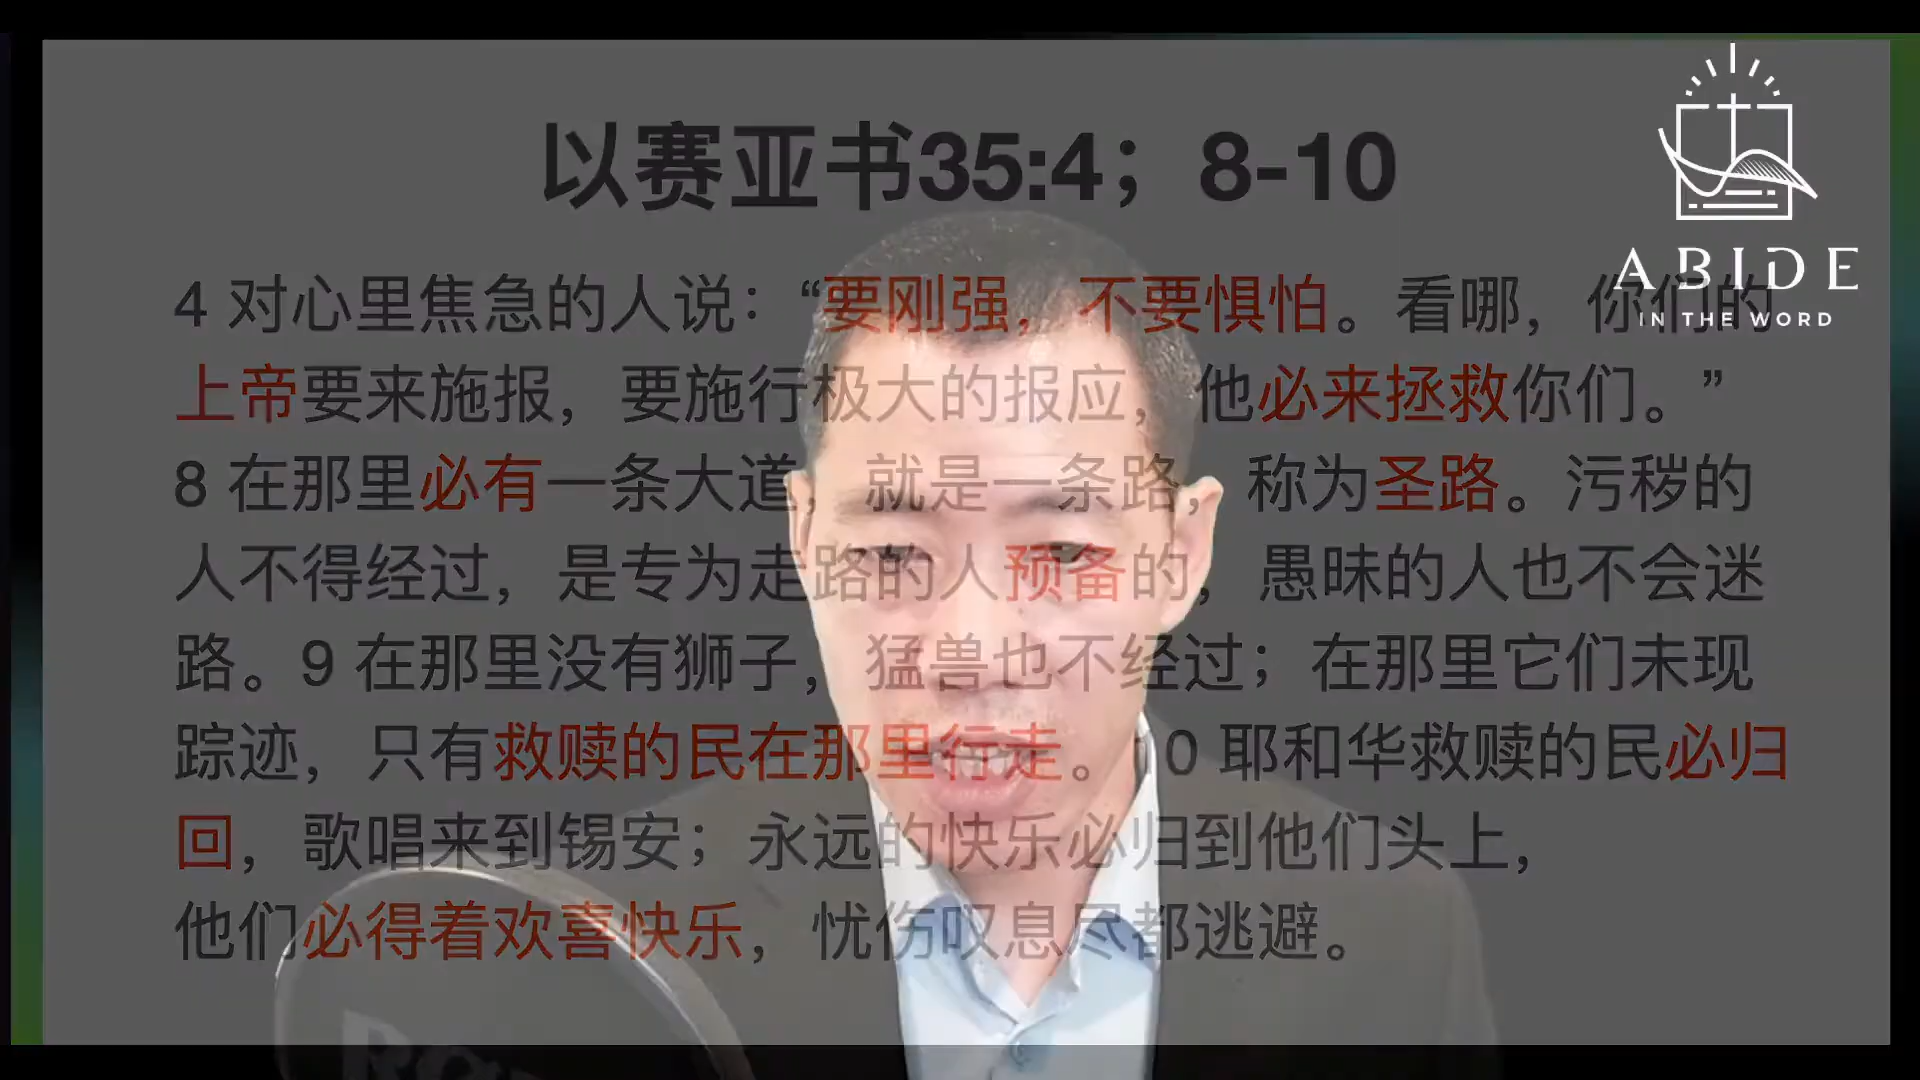 以赛亚书35:4；8-10
ABIDE
IN THE WORD
4 对心里焦急的人说：“要刚强，不要惧怕。看哪，你们的
上帝要来施报，要施行极大的报应，他必来拯救你们。”
8 在那里必有一条大道，就是一条路，称为圣路。污秽的
人不得经过，是专为走路的人预备的，愚昧的人也不会迷
路。9 在那里没有狮子，猛兽也不经过；在那里它们未现
踪迹，只有救赎的民在那里行走。10 耶和华救赎的民必归
回，歌唱来到锡安；永远的快乐必归到他们头上，
他们必得着欢喜快乐，忧伤叹息尽都逃避。